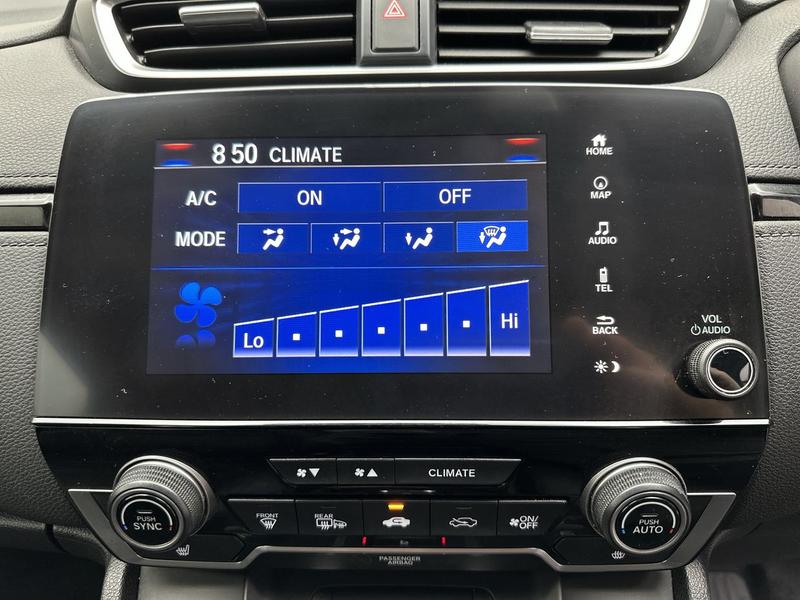 8 50 CLIMATE
HOME
A/C ON OFF
MAP
MODE
AUDIO
TEL
Lo Hi
BACK
VOL
AUDIO
CLIMATE
PUSH
SYNC
FRONT
REAR
ON/
OFF
PUSH
AUTO
PASSENGER
AIRBAG